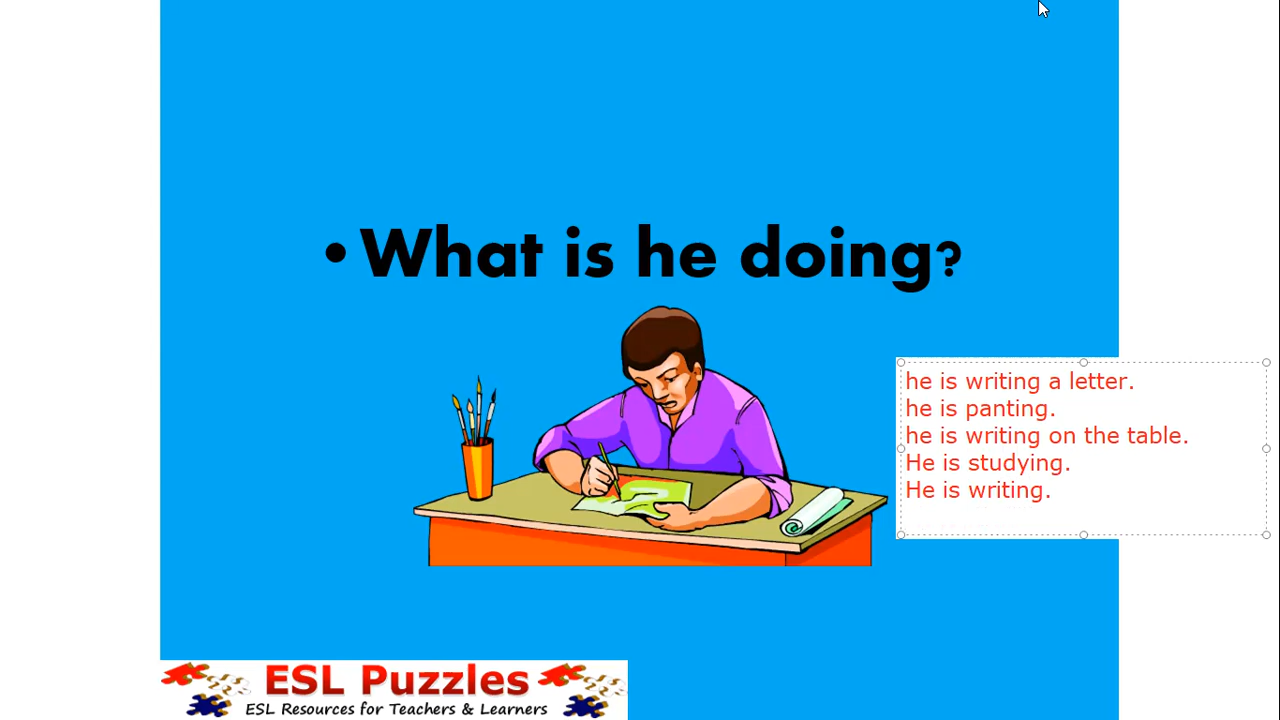 • What is he doing?
he is writing a letter.
he is panting.
he is writing on the table.
He is studying.
He is writing.
ESL Puzzles
ESL Resources for Teachers & Learners